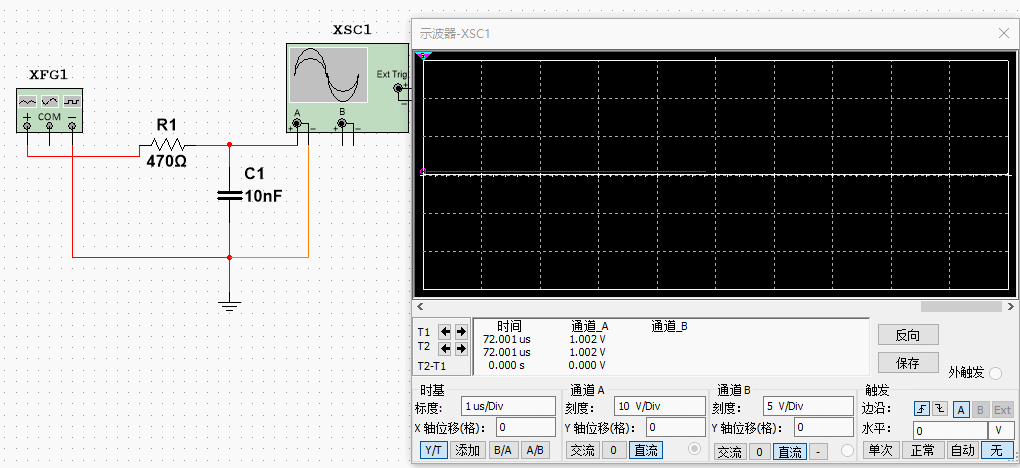 XSC1
XFG1
Ext Trig
+
COM
A
B
R1
470Ω
C1
10nF
示波器-XSC1
T1
T2
T2-T1
时间
通道_A
通道_B
72.001 us
1.002 V
72.001 us
1.002 V
0.000 s
0.000 V
反向
保存
外触发
时基
标度:
1 us/Div
X 轴位移(格):
0
Y/T
添加
B/A
A/B
通道A
刻度:
10 V/Div
Y 轴位移(格):
0
交流
0
直流
通道B
刻度:
5 V/Div
Y 轴位移(格):
0
交流
0
直流
-
触发
边沿:
A
B
Ext
水平:
0
V
单次
正常
自动
无